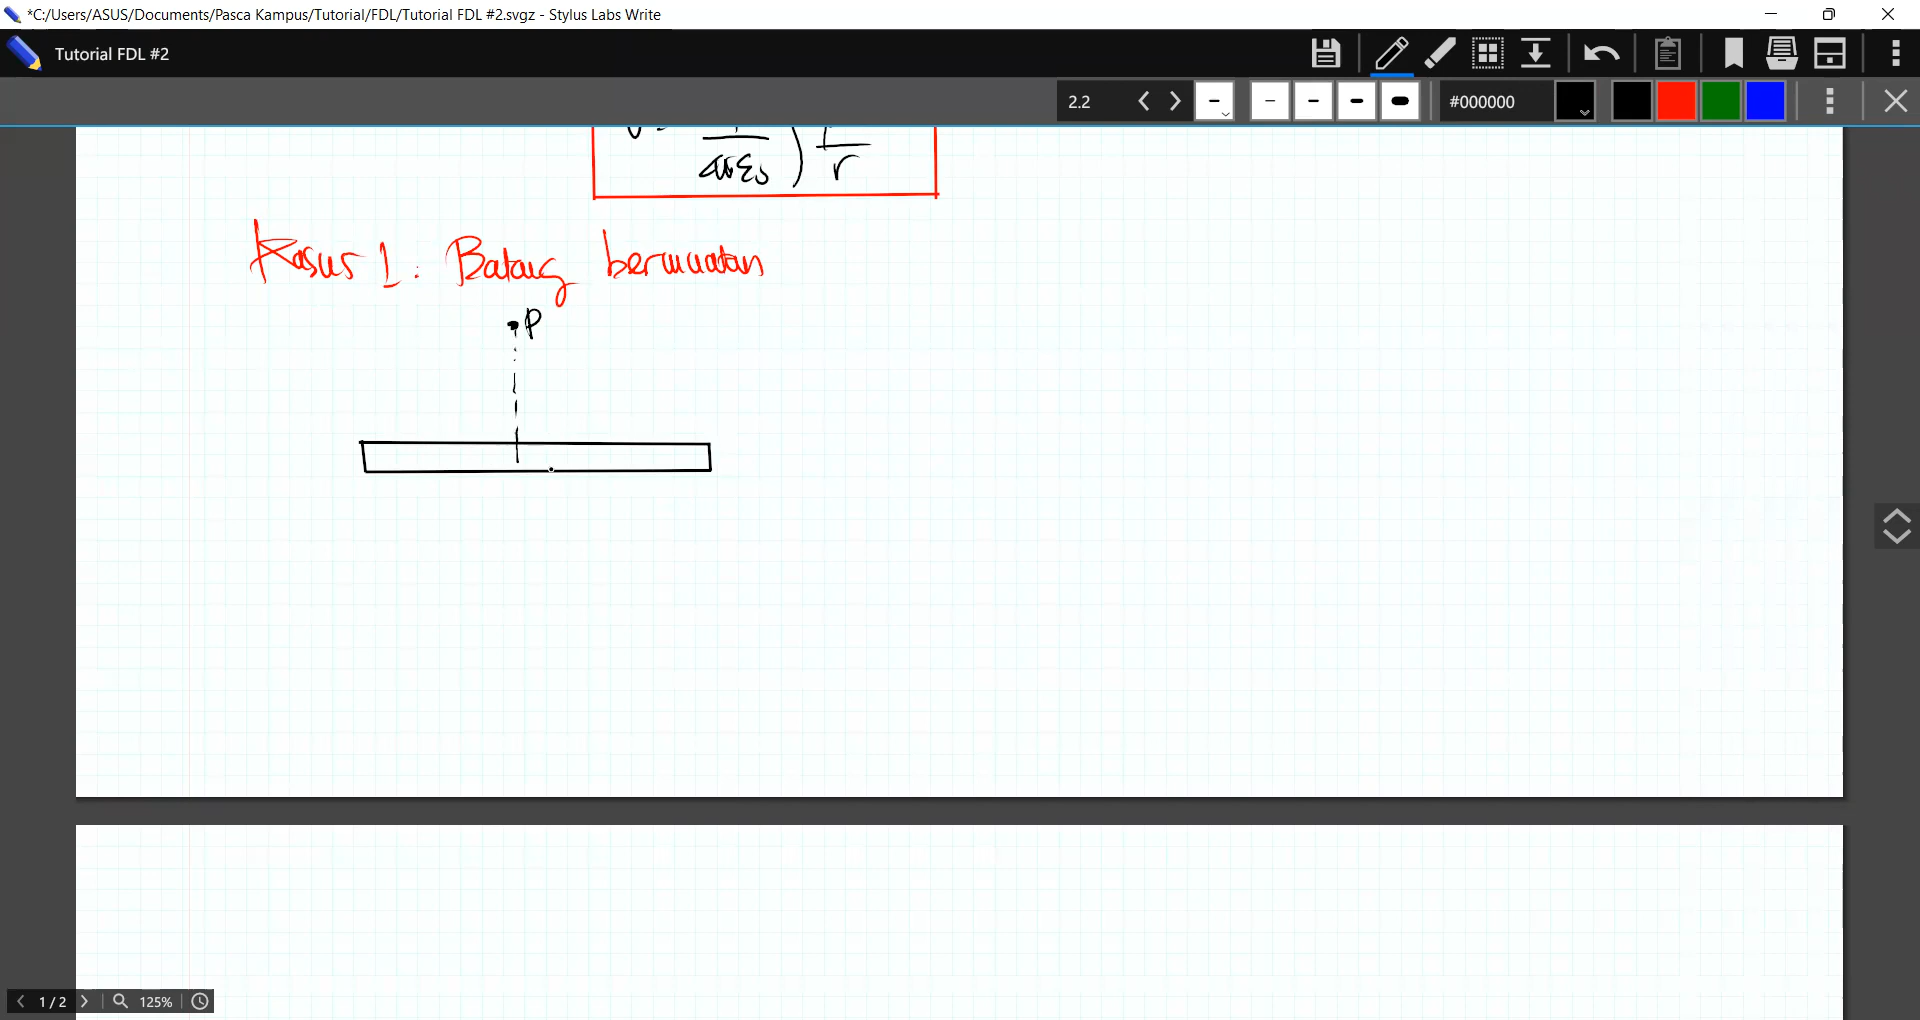 *C:/Users/ASUS/Documents/Pasca Kampus/Tutorial/FDL/Tutorial FDL #2.svgz - Stylus Labs Write
Tutorial FDL #2
2.2
#000000
4πε₀
r
Kasus 1. Batang bermuatan
P
1 / 2
125%